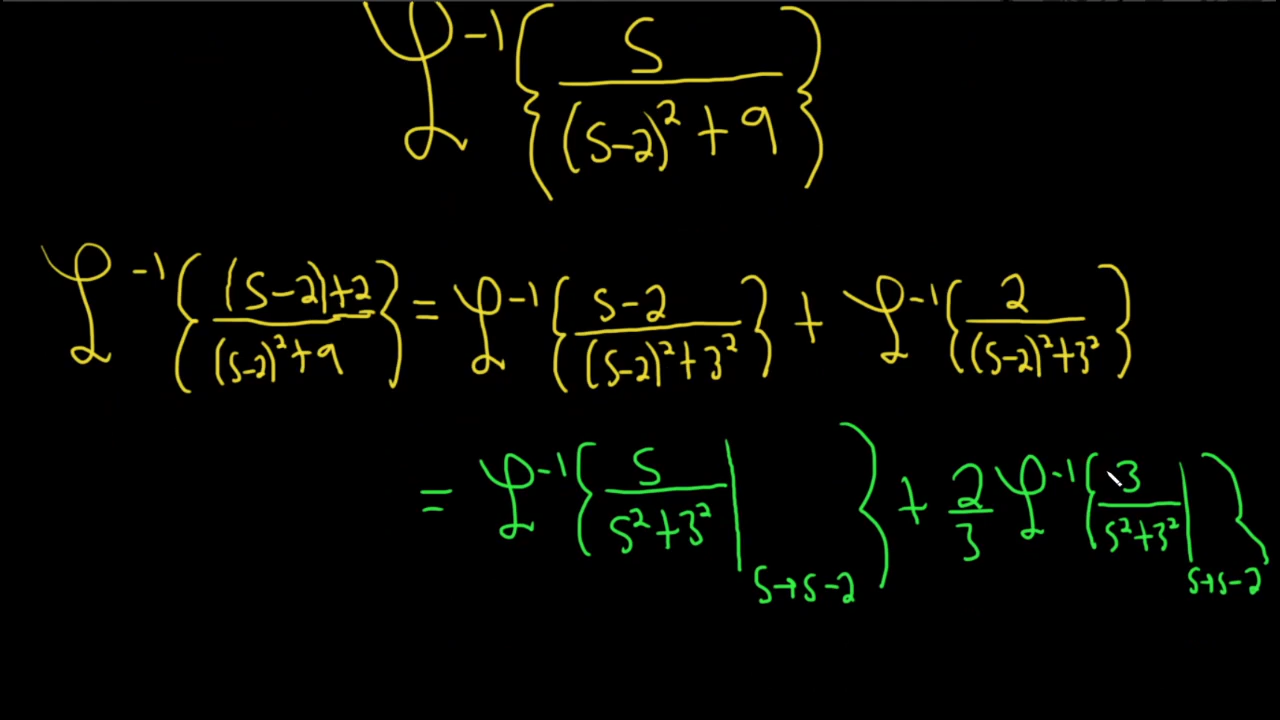 ℒ⁻¹{s/((s-2)²+9)}
ℒ⁻¹{((s-2)+2)/((s-2)²+9)} = ℒ⁻¹{(s-2)/((s-2)²+3²)} + ℒ⁻¹{2/((s-2)²+3²)}
= ℒ⁻¹{s/(s²+3²)|s→s-2} + 2/3 ℒ⁻¹{3/(s²+3²)|s→s-2}